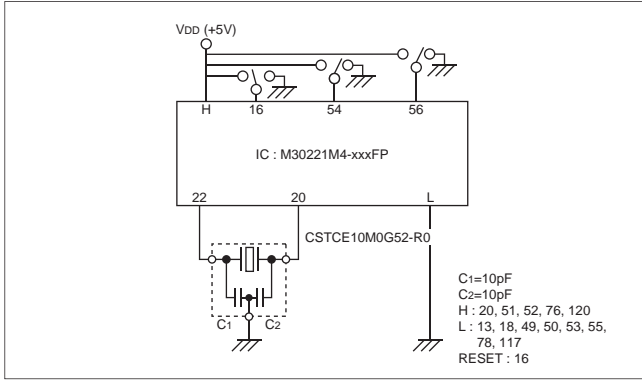 VDD (+5V)
H 16 54 56
IC : M30221M4-xxxFP
22 20 L
CSTCE10M0G52-R0
C1 C2
C1=10pF
C2=10pF
H : 20, 51, 52, 76, 120
L : 13, 18, 49, 50, 53, 55,
78, 117
RESET : 16